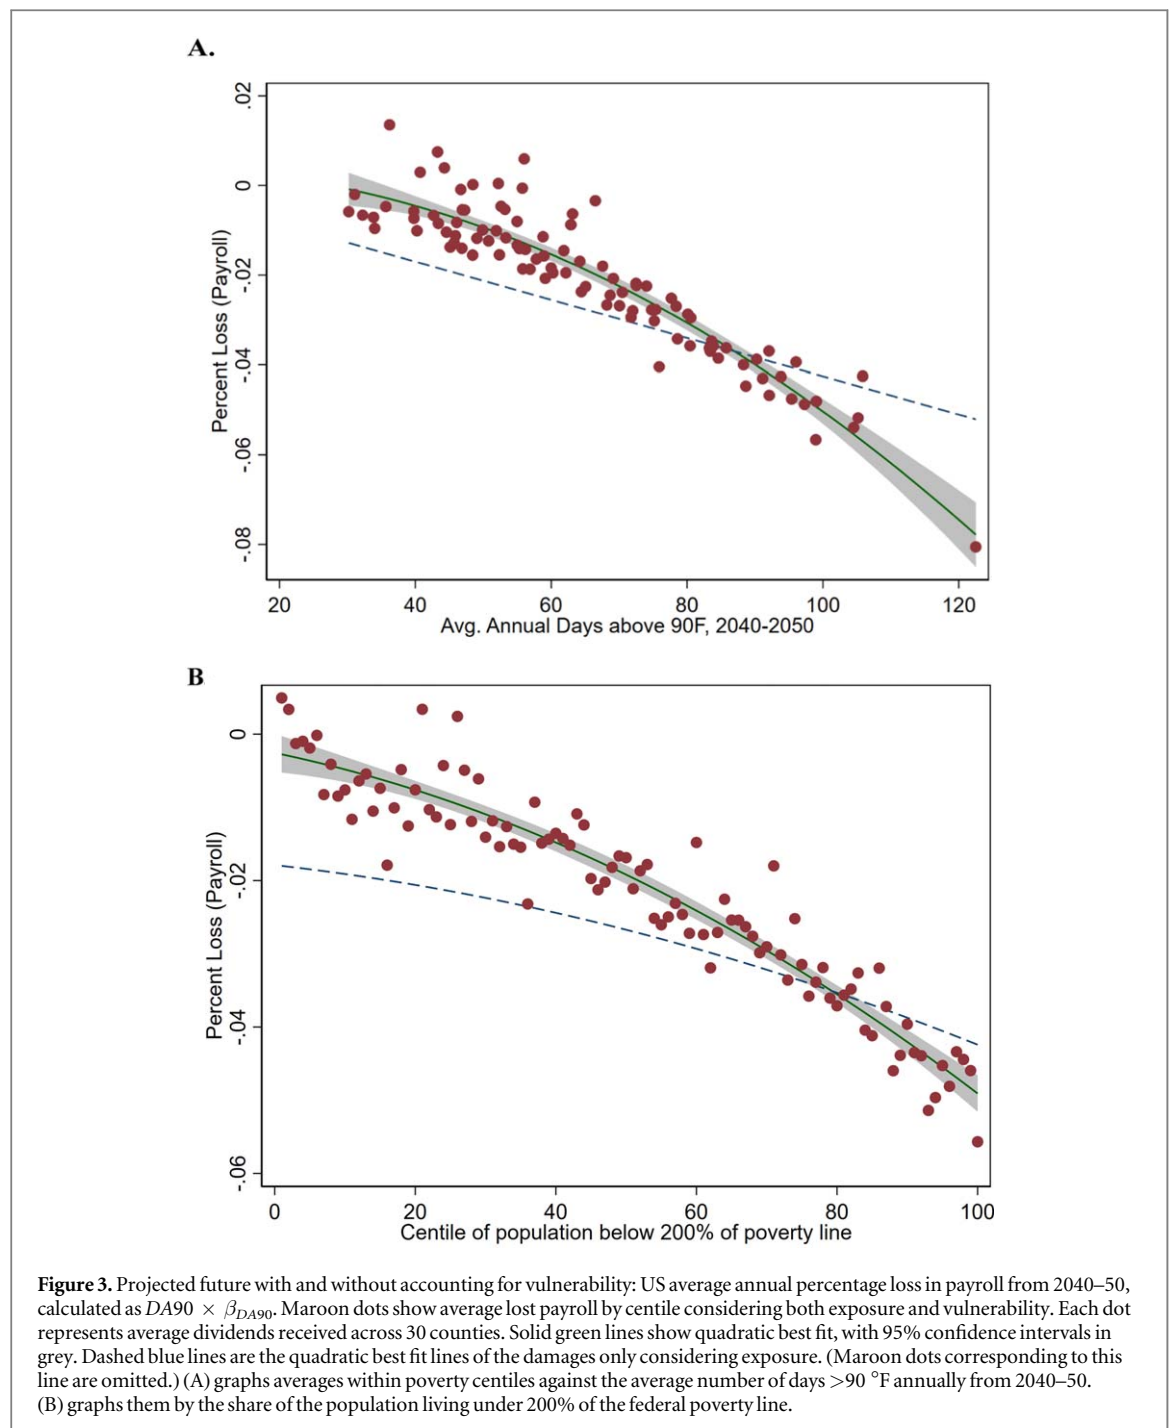 A.
.02
0
-.02
-.04
-.06
-.08
Percent Loss (Payroll)
20 40 60 80 100 120
Avg. Annual Days above 90F, 2040-2050
B
0
-.02
-.04
-.06
Percent Loss (Payroll)
0 20 40 60 80 100
Centile of population below 200% of poverty line
Figure 3. Projected future with and without accounting for vulnerability: US average annual percentage loss in payroll from 2040–50,
calculated as DA90 × β_DA90. Maroon dots show average lost payroll by centile considering both exposure and vulnerability. Each dot
represents average dividends received across 30 counties. Solid green lines show quadratic best fit, with 95% confidence intervals in
grey. Dashed blue lines are the quadratic best fit lines of the damages only considering exposure. (Maroon dots corresponding to this
line are omitted.) (A) graphs averages within poverty centiles against the average number of days >90 °F annually from 2040–50.
(B) graphs them by the share of the population living under 200% of the federal poverty line.